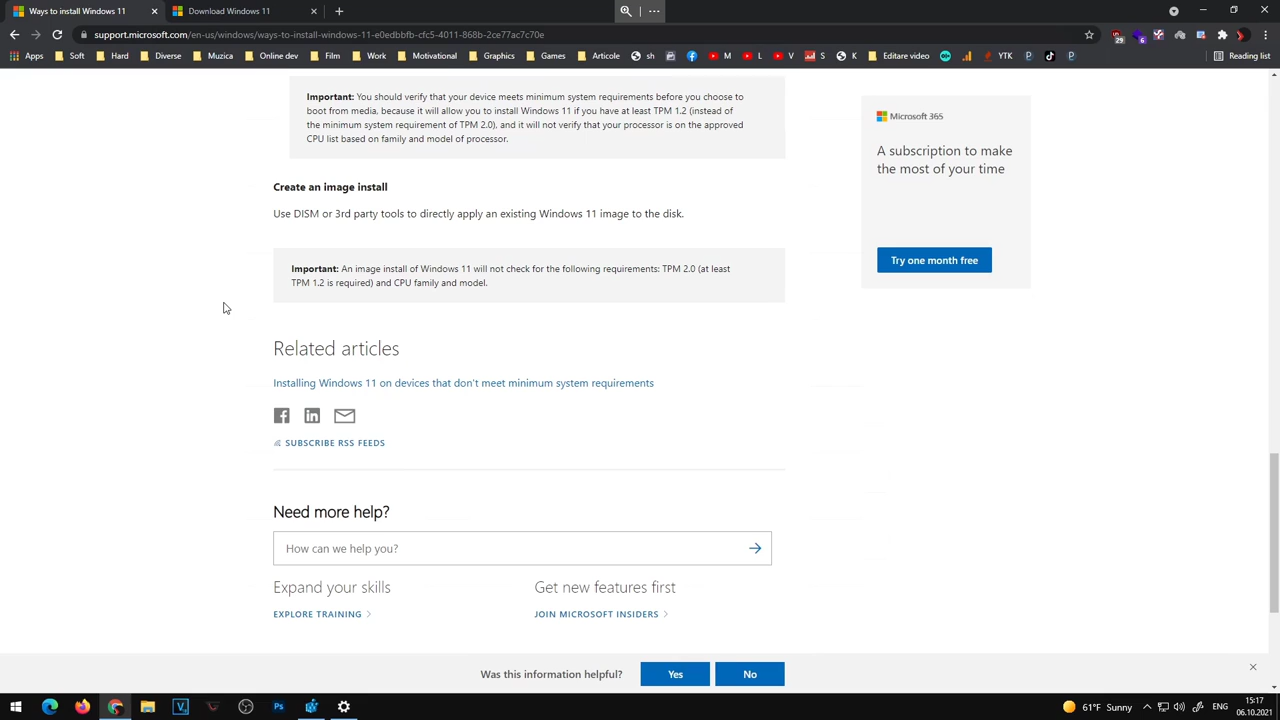 Ways to install Windows 11
Download Windows 11
support.microsoft.com/en-us/windows/ways-to-install-windows-11-e0edbbfb-cfc5-4011-868b-2ce77ac7c70e
Apps
Soft
Hard
Diverse
Muzica
Online dev
Film
Work
Motivational
Graphics
Games
Articole
sh
M
L
V
S
K
Editare video
YTK
Reading list
Important: You should verify that your device meets minimum system requirements before you choose to
boot from media, because it will allow you to install Windows 11 if you have at least TPM 1.2 (instead of
the minimum system requirement of TPM 2.0), and it will not verify that your processor is on the approved
CPU list based on family and model of processor.
Create an image install
Use DISM or 3rd party tools to directly apply an existing Windows 11 image to the disk.
Important: An image install of Windows 11 will not check for the following requirements: TPM 2.0 (at least
TPM 1.2 is required) and CPU family and model.
Microsoft 365
A subscription to make
the most of your time
Try one month free
Related articles
Installing Windows 11 on devices that don't meet minimum system requirements
SUBSCRIBE RSS FEEDS
Need more help?
How can we help you?
Expand your skills
EXPLORE TRAINING >
Get new features first
JOIN MICROSOFT INSIDERS >
Was this information helpful?
Yes
No
61°F Sunny
ENG
15:17
06.10.2021